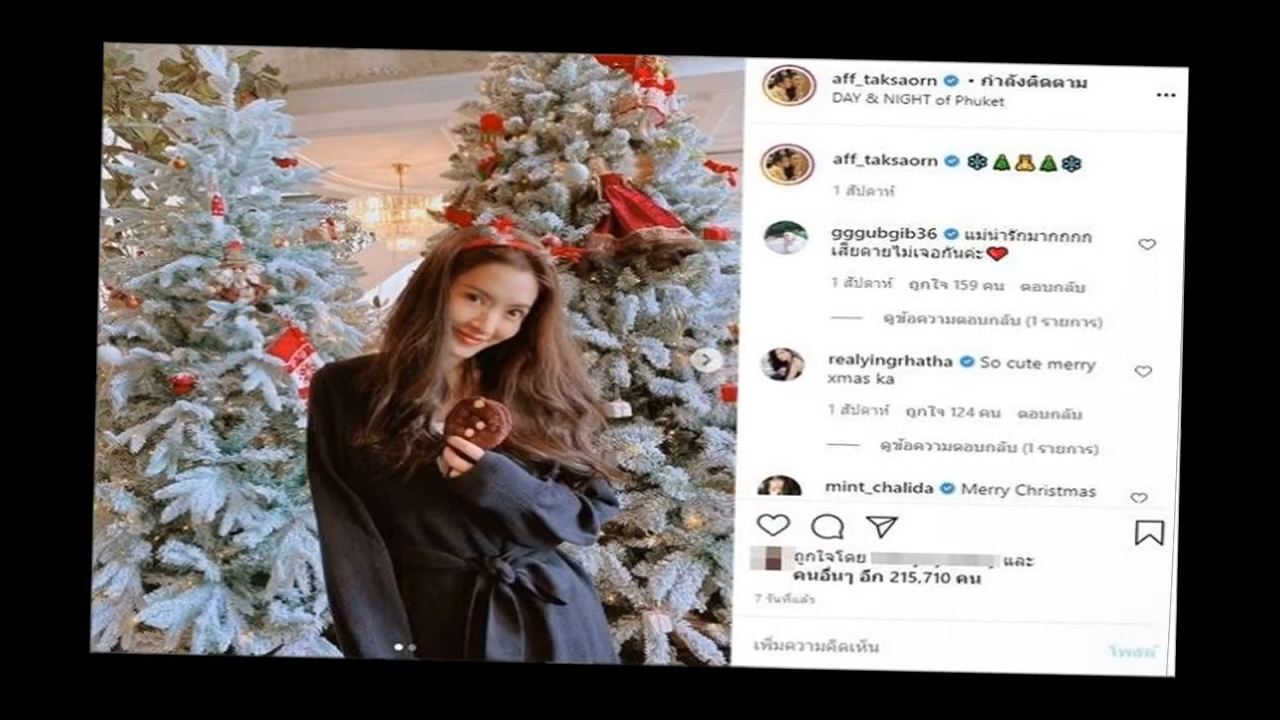 aff_taksaorn • กำลังติดตาม
DAY & NIGHT of Phuket
aff_taksaorn ❄🎄🧸🎄❄
1 สัปดาห์
gggubgib36 แม่น่ารักมากกกก
เสียดายไม่เจอกันค่ะ❤
1 สัปดาห์ ถูกใจ 159 คน ตอบกลับ
ดูข้อความตอบกลับ (1 รายการ)
realyingrhatha So cute merry
xmas ka
1 สัปดาห์ ถูกใจ 124 คน ตอบกลับ
ดูข้อความตอบกลับ (1 รายการ)
mint_chalida Merry Christmas
ถูกใจโดย และ
คนอื่นๆ อีก 215,710 คน
7 วันที่แล้ว
เพิ่มความคิดเห็น
โพสต์